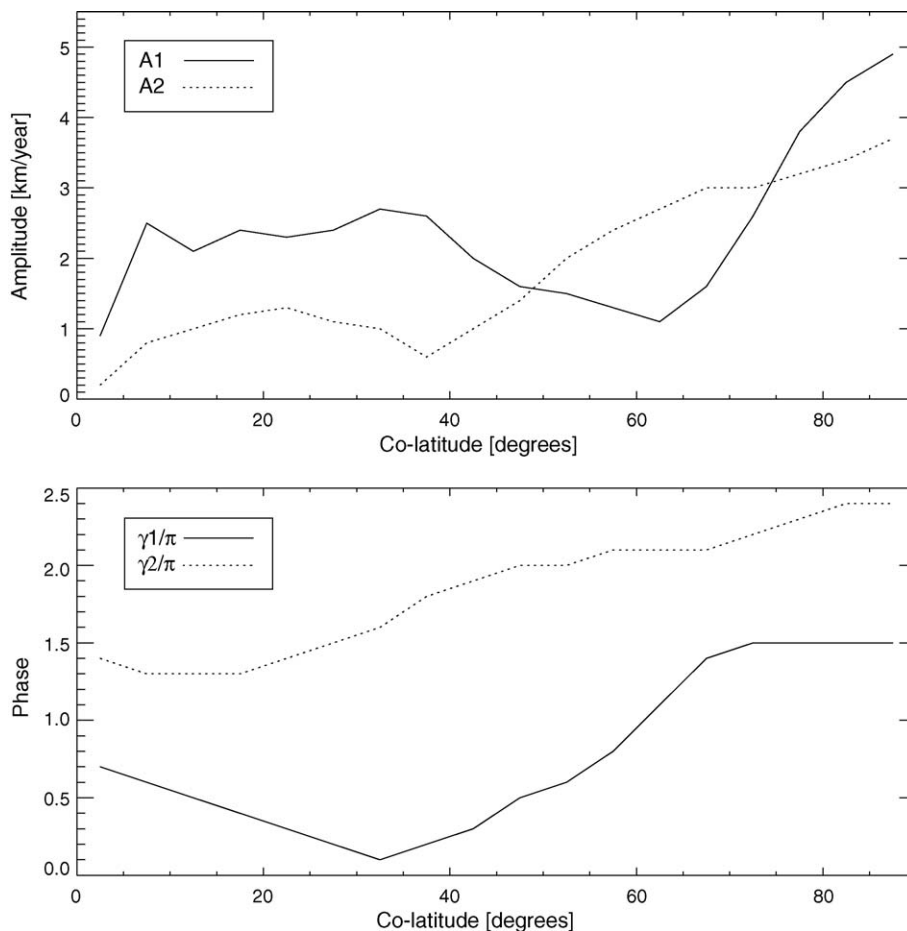 5
4
3
2
1
0
Amplitude [km/year]
A1
A2
0 20 40 60 80
Co-latitude [degrees]
2.5
2.0
1.5
1.0
0.5
0.0
Phase
γ1/π
γ2/π
0 20 40 60 80
Co-latitude [degrees]